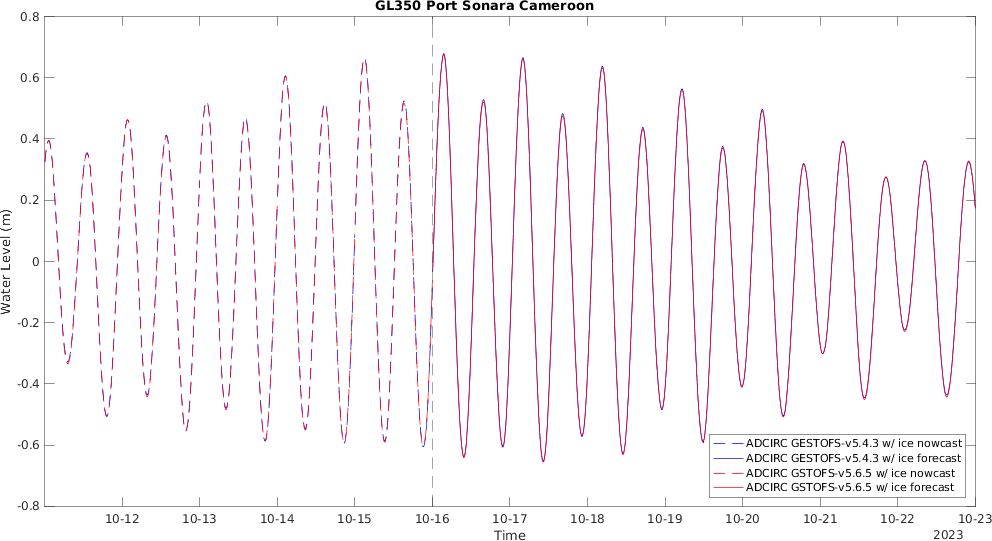 GL350 Port Sonara Cameroon
0.8
0.6
0.4
0.2
0
-0.2
-0.4
-0.6
-0.8
Water Level (m)
ADCIRC GESTOFS-v5.4.3 w/ ice nowcast
ADCIRC GESTOFS-v5.4.3 w/ ice forecast
ADCIRC GSTOFS-v5.6.5 w/ ice nowcast
ADCIRC GSTOFS-v5.6.5 w/ ice forecast
10-12 10-13 10-14 10-15 10-16 10-17 10-18 10-19 10-20 10-21 10-22 10-23
Time
2023